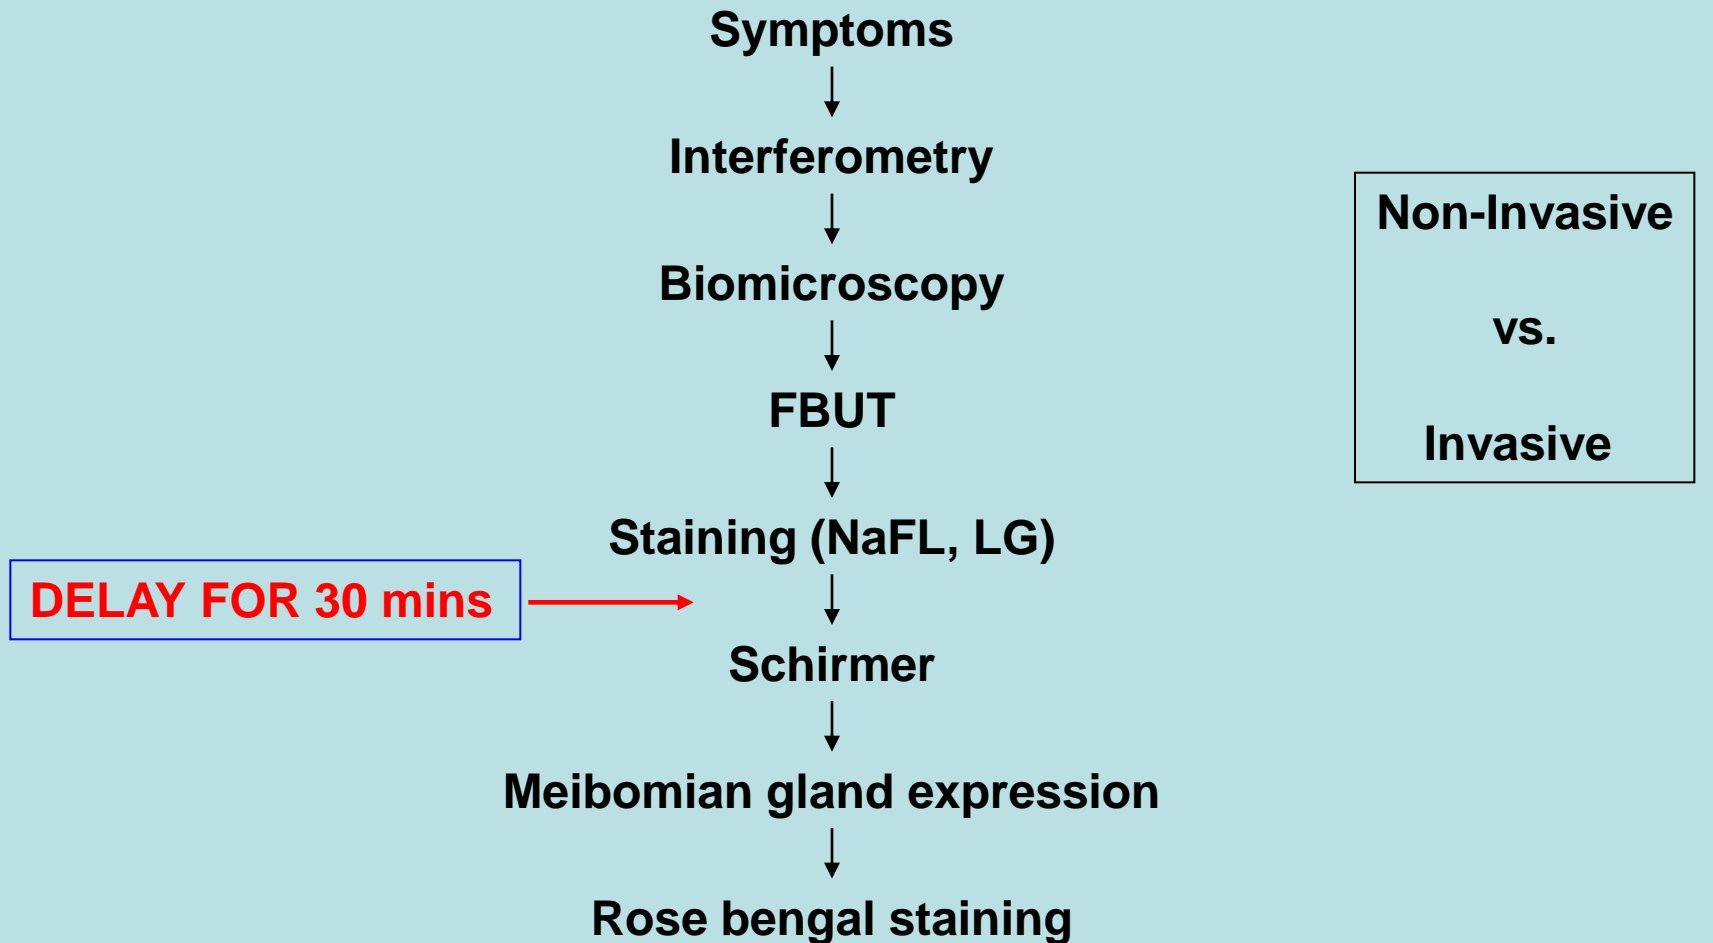 Symptoms
Interferometry
Biomicroscopy
FBUT
Staining (NaFL, LG)
DELAY FOR 30 mins
Schirmer
Meibomian gland expression
Rose bengal staining
Non-Invasive
vs.
Invasive